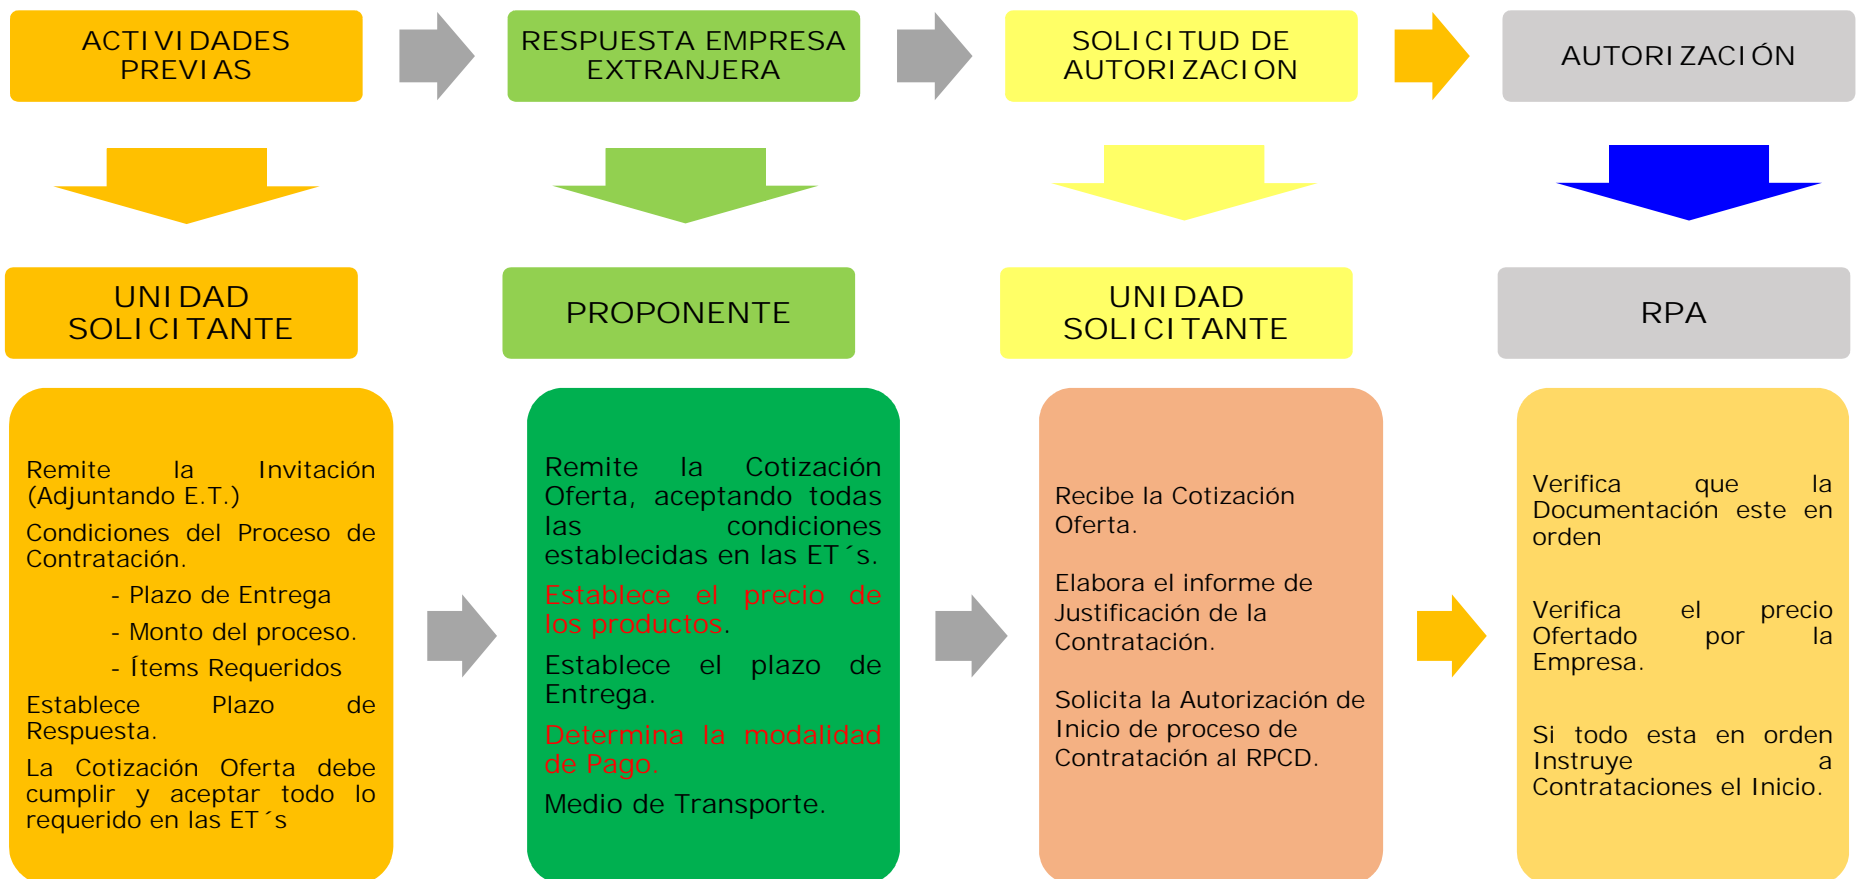 ACTIVIDADES
PREVIAS
RESPUESTA EMPRESA
EXTRANJERA
SOLICITUD DE
AUTORIZACION
AUTORIZACIÓN
UNIDAD
SOLICITANTE
PROPONENTE
UNIDAD
SOLICITANTE
RPA
Remite la Invitación
(Adjuntando E.T.)
Condiciones del Proceso de
Contratación.
- Plazo de Entrega
- Monto del proceso.
- Ítems Requeridos
Establece Plazo de
Respuesta.
La Cotización Oferta debe
cumplir y aceptar todo lo
requerido en las ET´s
Remite la Cotización
Oferta, aceptando todas
las condiciones
establecidas en las ET´s.
Establece el precio de
los productos.
Establece el plazo de
Entrega.
Determina la modalidad
de Pago.
Medio de Transporte.
Recibe la Cotización
Oferta.
Elabora el informe de
Justificación de la
Contratación.
Solicita la Autorización de
Inicio de proceso de
Contratación al RPCD.
Verifica que la
Documentación este en
orden
Verifica el precio
Ofertado por la
Empresa.
Si todo esta en orden
Instruye a
Contrataciones el Inicio.